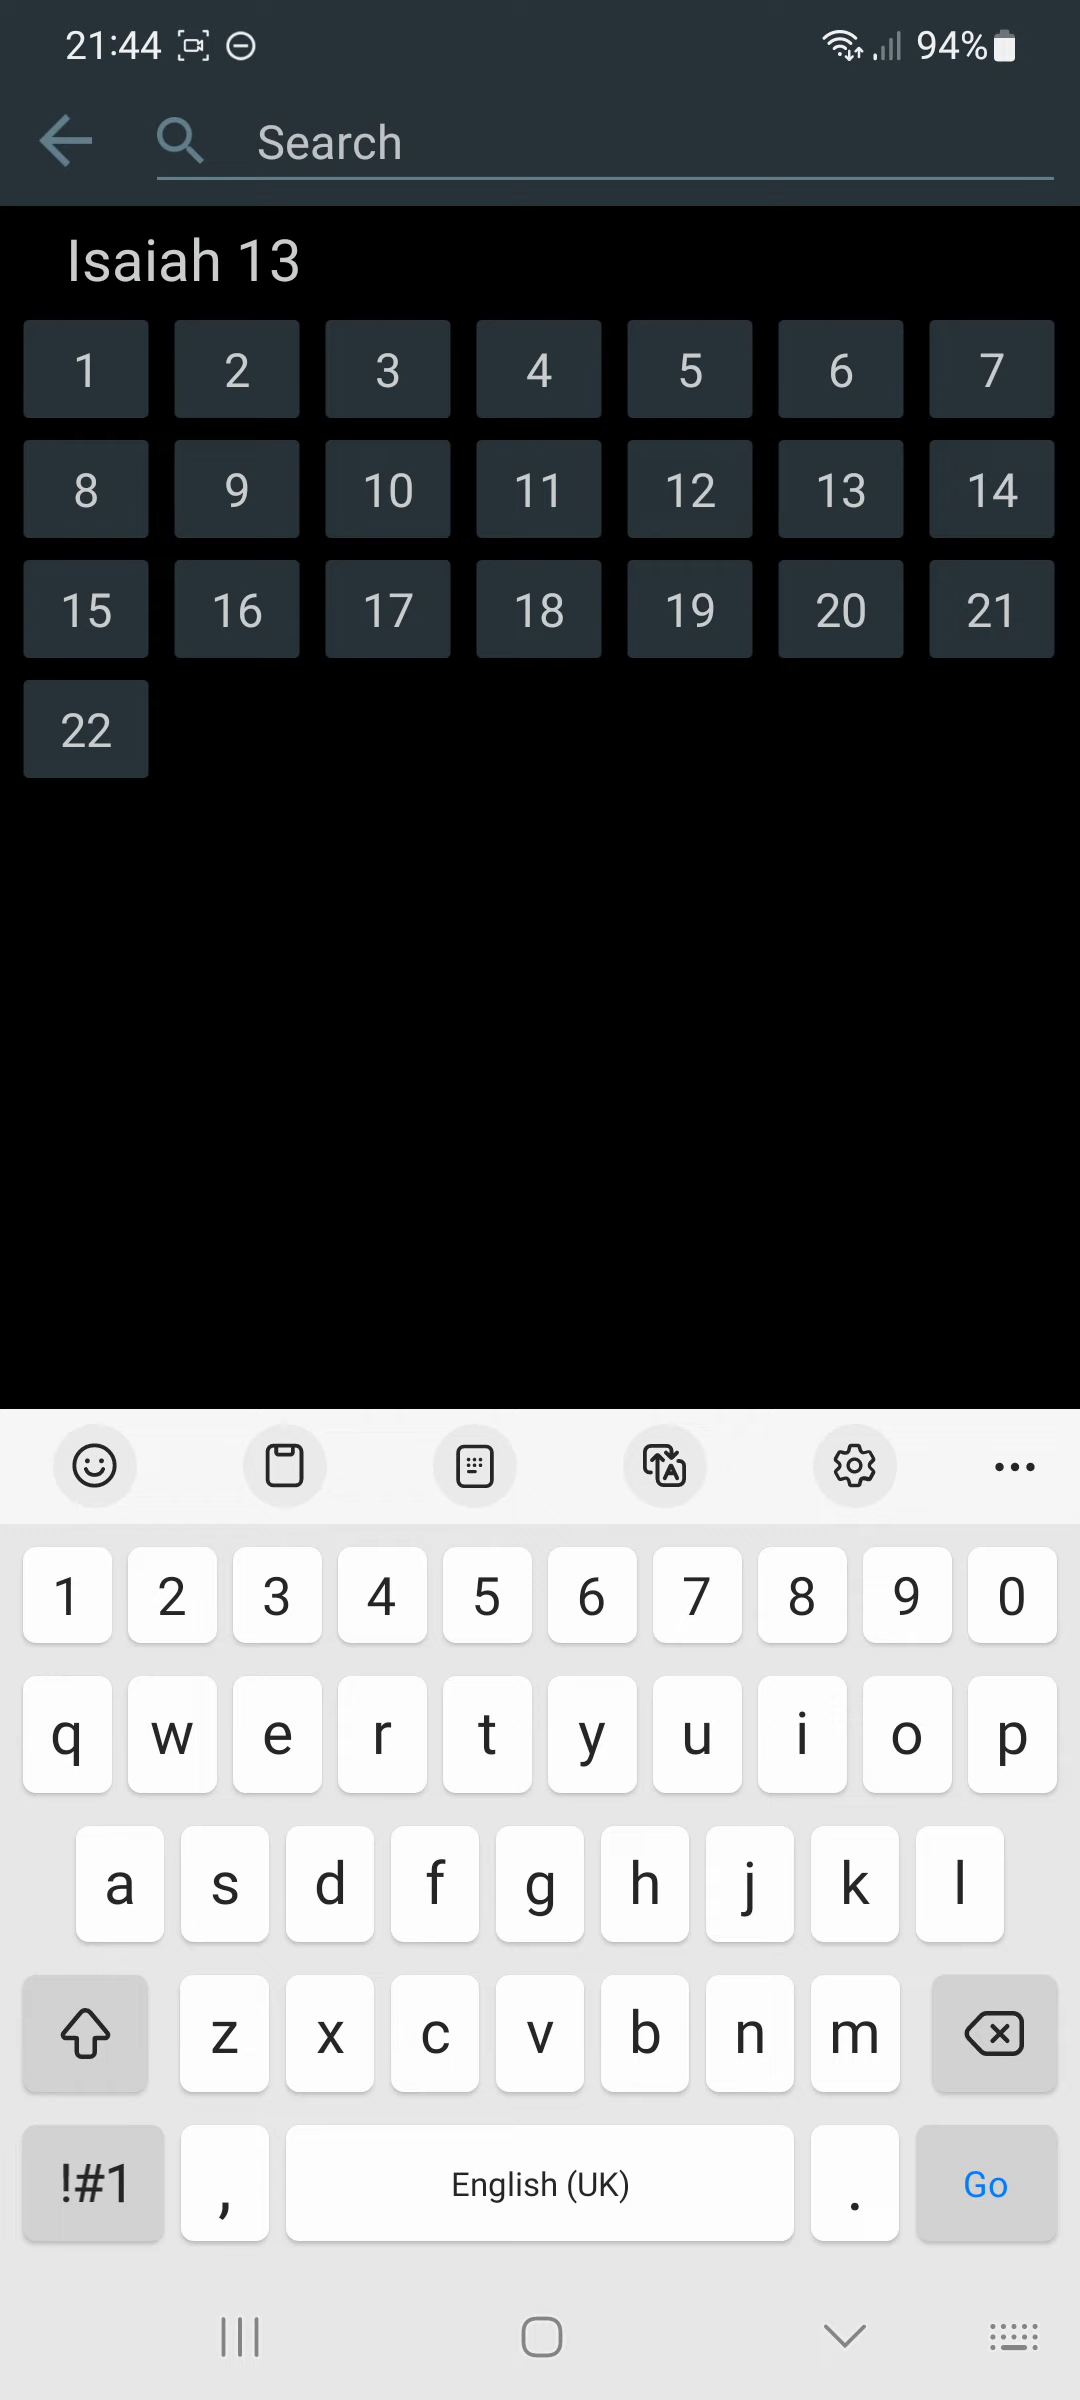 21:44 94%
Search
Isaiah 13
1 2 3 4 5 6 7
8 9 10 11 12 13 14
15 16 17 18 19 20 21
22
1 2 3 4 5 6 7 8 9 0
q w e r t y u i o p
a s d f g h j k l
z x c v b n m
!#1 , English (UK) . Go